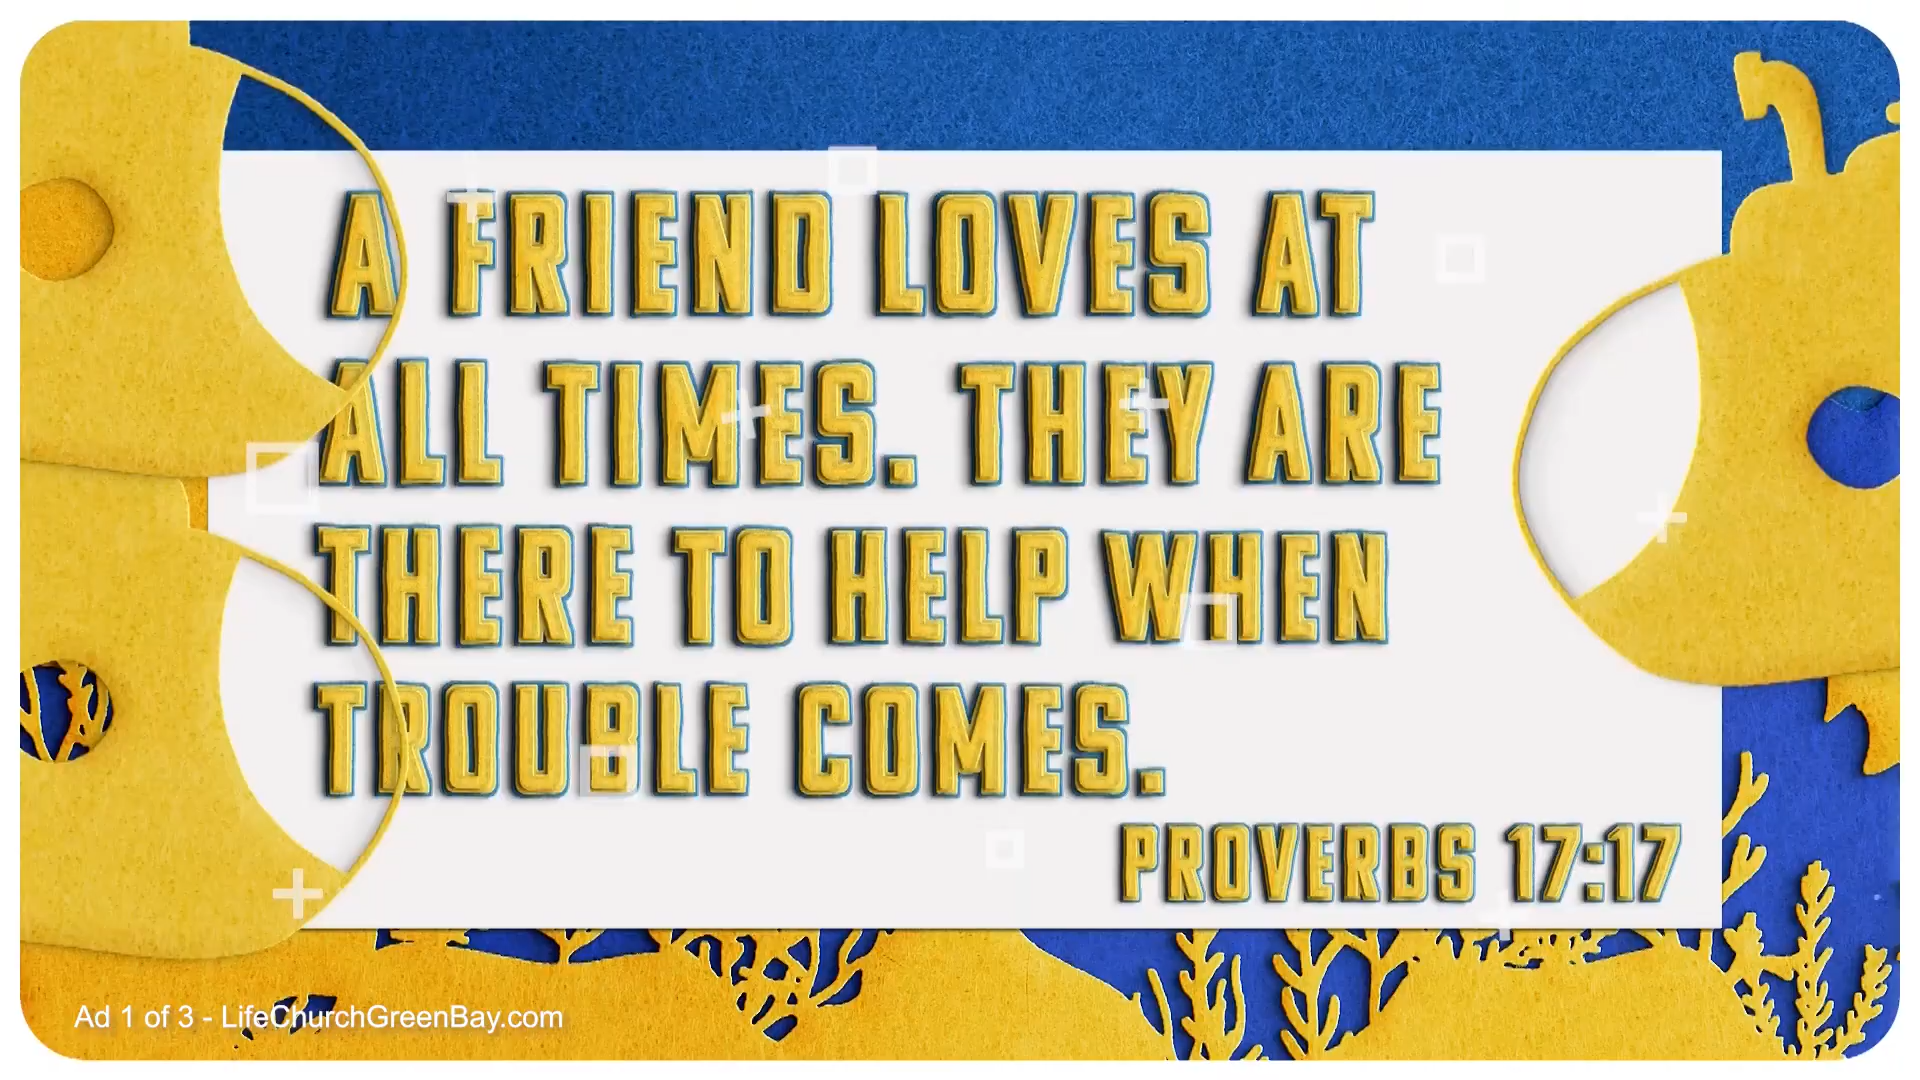 A FRIEND LOVES AT
ALL TIMES. THEY ARE
THERE TO HELP WHEN
TROUBLE COMES.
PROVERBS 17:17
Ad 1 of 3 - LifeChurchGreenBay.com